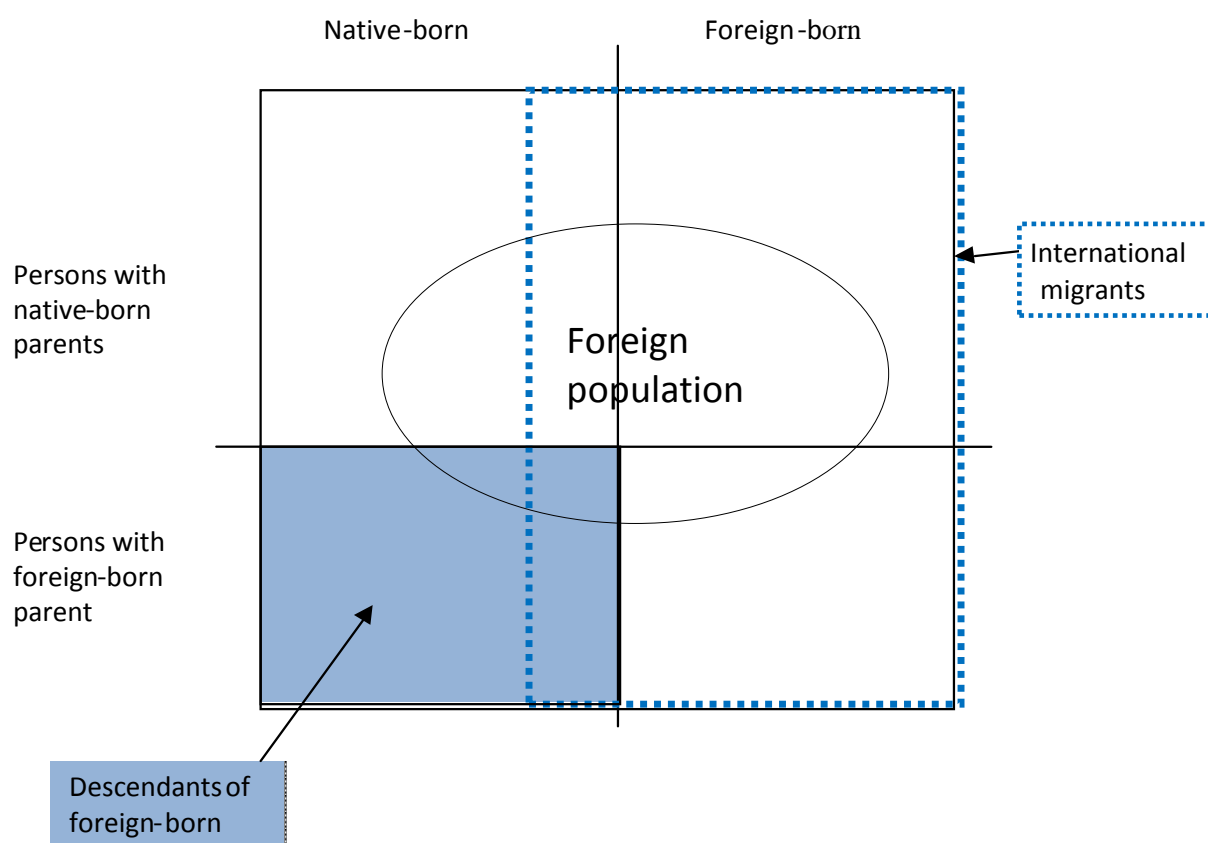 Native-born
Foreign-born
Persons with
native-born
parents
International
migrants
Foreign
population
Persons with
foreign-born
parent
Descendants of
foreign-born